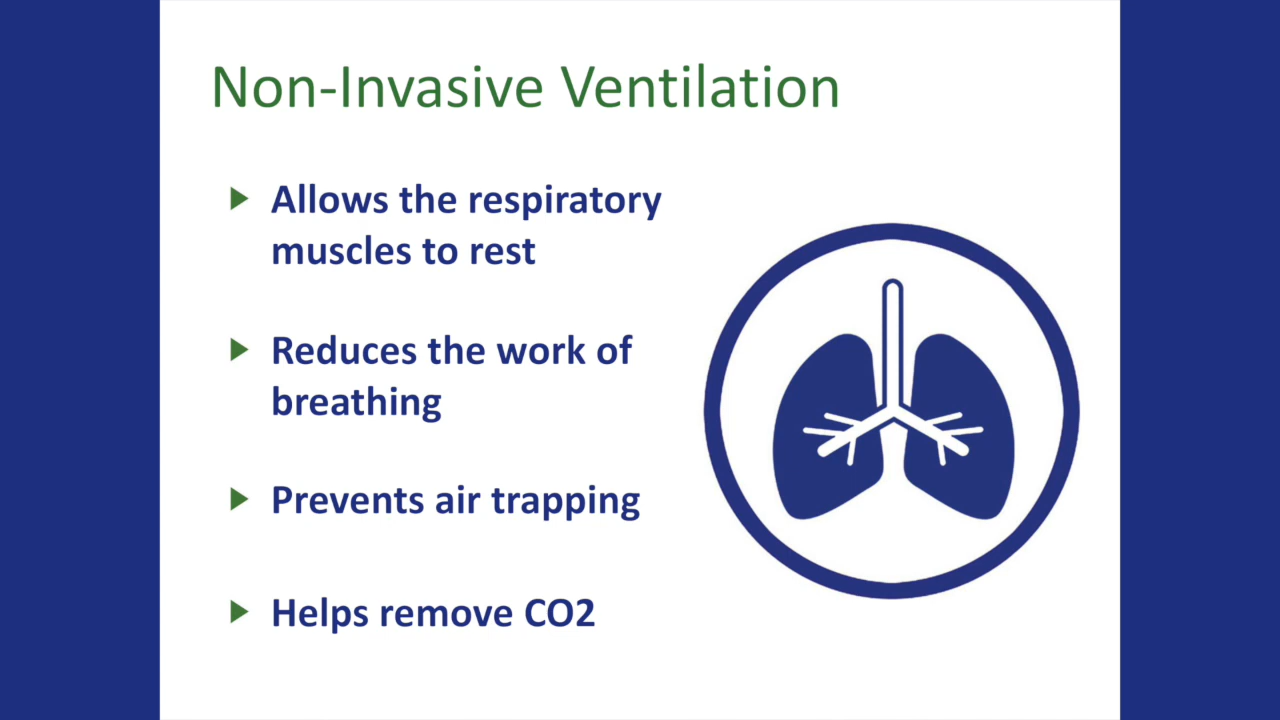 Non-Invasive Ventilation
Allows the respiratory
muscles to rest
Reduces the work of
breathing
Prevents air trapping
Helps remove CO2